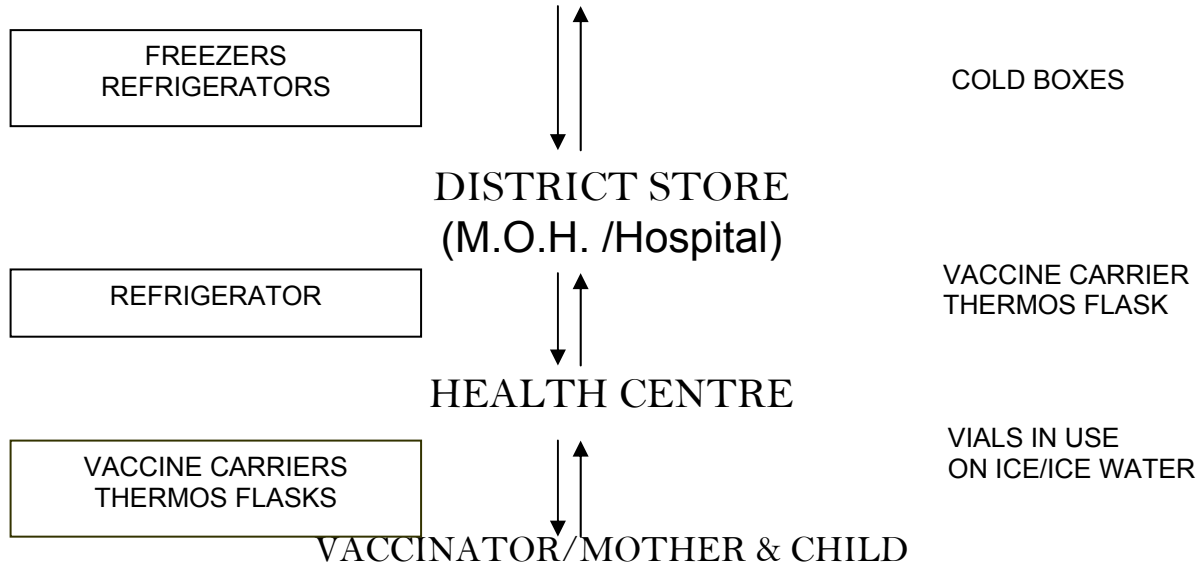 FREEZERS
REFRIGERATORS
COLD BOXES
DISTRICT STORE
(M.O.H. /Hospital)
REFRIGERATOR
VACCINE CARRIER
THERMOS FLASK
HEALTH CENTRE
VACCINE CARRIERS
THERMOS FLASKS
VIALS IN USE
ON ICE/ICE WATER
VACCINATOR/MOTHER & CHILD